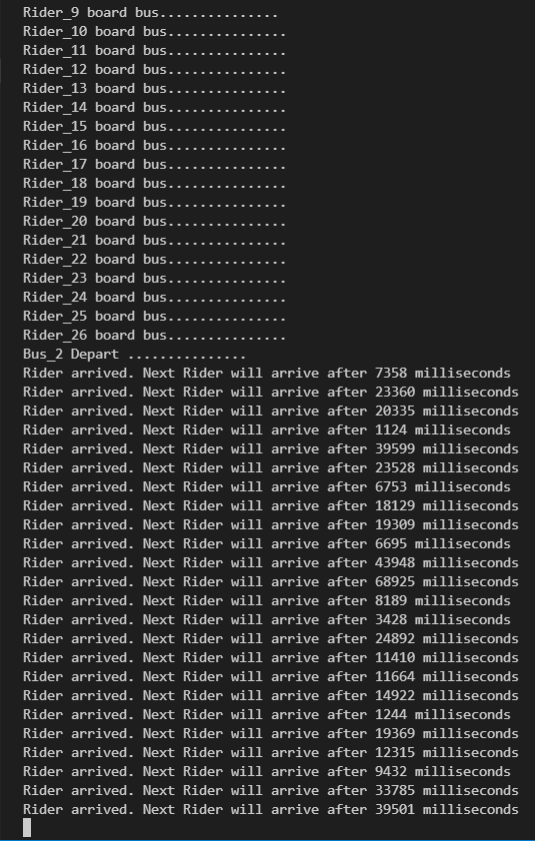 Rider_9 board bus...............
Rider_10 board bus...............
Rider_11 board bus...............
Rider_12 board bus...............
Rider_13 board bus...............
Rider_14 board bus...............
Rider_15 board bus...............
Rider_16 board bus...............
Rider_17 board bus...............
Rider_18 board bus...............
Rider_19 board bus...............
Rider_20 board bus...............
Rider_21 board bus...............
Rider_22 board bus...............
Rider_23 board bus...............
Rider_24 board bus...............
Rider_25 board bus...............
Rider_26 board bus...............
Bus_2 Depart ...............
Rider arrived. Next Rider will arrive after 7358 milliseconds
Rider arrived. Next Rider will arrive after 23360 milliseconds
Rider arrived. Next Rider will arrive after 20335 milliseconds
Rider arrived. Next Rider will arrive after 1124 milliseconds
Rider arrived. Next Rider will arrive after 39599 milliseconds
Rider arrived. Next Rider will arrive after 23528 milliseconds
Rider arrived. Next Rider will arrive after 6753 milliseconds
Rider arrived. Next Rider will arrive after 18129 milliseconds
Rider arrived. Next Rider will arrive after 19309 milliseconds
Rider arrived. Next Rider will arrive after 6695 milliseconds
Rider arrived. Next Rider will arrive after 43948 milliseconds
Rider arrived. Next Rider will arrive after 68925 milliseconds
Rider arrived. Next Rider will arrive after 8189 milliseconds
Rider arrived. Next Rider will arrive after 3428 milliseconds
Rider arrived. Next Rider will arrive after 24892 milliseconds
Rider arrived. Next Rider will arrive after 11410 milliseconds
Rider arrived. Next Rider will arrive after 11664 milliseconds
Rider arrived. Next Rider will arrive after 14922 milliseconds
Rider arrived. Next Rider will arrive after 1244 milliseconds
Rider arrived. Next Rider will arrive after 19369 milliseconds
Rider arrived. Next Rider will arrive after 12315 milliseconds
Rider arrived. Next Rider will arrive after 9432 milliseconds
Rider arrived. Next Rider will arrive after 33785 milliseconds
Rider arrived. Next Rider will arrive after 39501 milliseconds